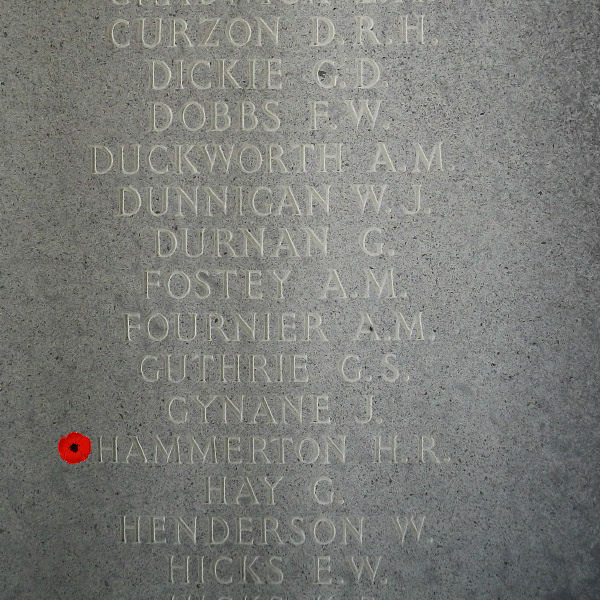 CURZON D.R.H.
DICKIE G.D.
DOBBS F.W.
DUCKWORTH A.M.
DUNNIGAN W.J.
DURNAN G.
FOSTEY A.M.
FOURNIER A.M.
GUTHRIE G.S.
GYNANE J.
HAMMERTON H.R.
HAY G.
HENDERSON W.
HICKS E.W.